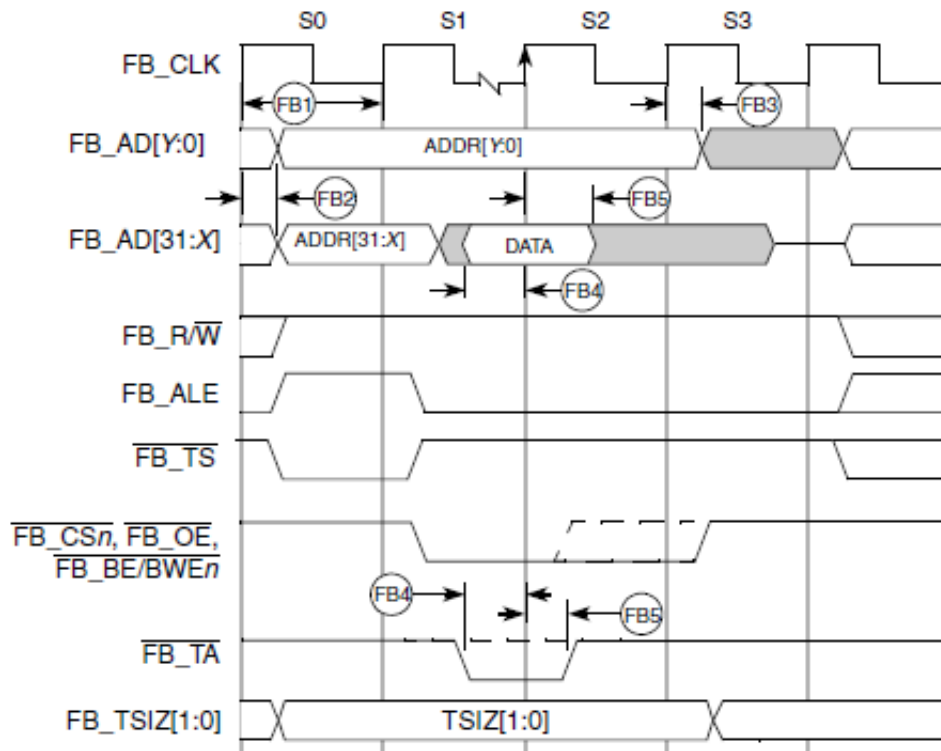 S0 S1 S2 S3
FB_CLK
FB1 FB3
FB_AD[Y:0] ADDR[Y:0]
FB2 FB5
FB_AD[31:X] ADDR[31:X] DATA
FB4
FB_R/W
FB_ALE
FB_TS
FB_CSn, FB_OE,
FB_BE/BWEn
FB4 FB5
FB_TA
FB_TSIZ[1:0] TSIZ[1:0]